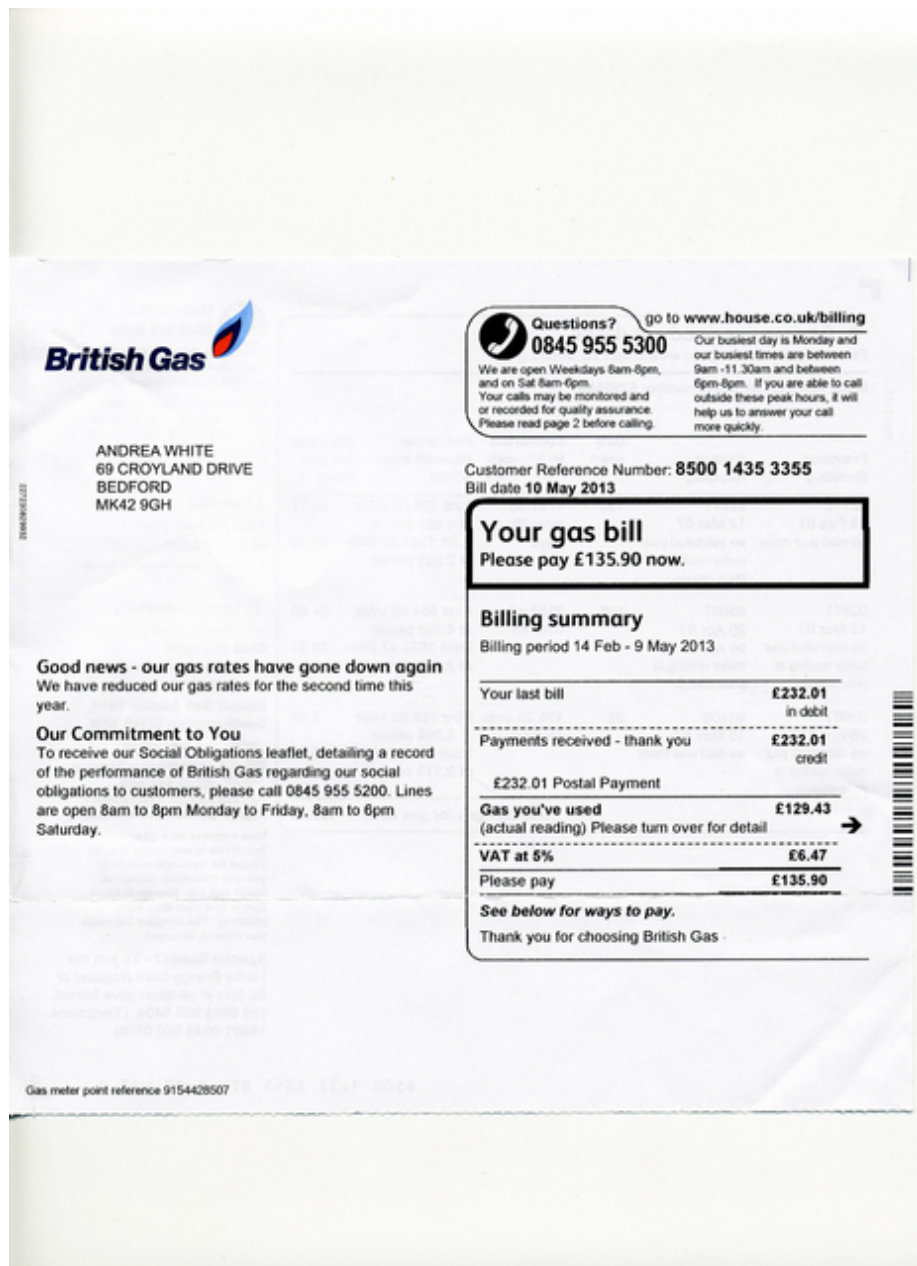 British Gas
ANDREA WHITE
69 CROYLAND DRIVE
BEDFORD
MK42 9GH
Good news - our gas rates have gone down again
We have reduced our gas rates for the second time this
year.
Our Commitment to You
To receive our Social Obligations leaflet, detailing a record
of the performance of British Gas regarding our social
obligations to customers, please call 0845 955 5200. Lines
are open 8am to 8pm Monday to Friday, 8am to 6pm
Saturday.
Gas meter point reference 9154428507
Questions?
0845 955 5300
We are open Weekdays 8am-8pm,
and on Sat 8am-6pm.
Your calls may be monitored and
or recorded for quality assurance.
Please read page 2 before calling.
go to www.house.co.uk/billing
Our busiest day is Monday and
our busiest times are between
9am -11.30am and between
6pm-8pm. If you are able to call
outside these peak hours, it will
help us to answer your call
more quickly.
Customer Reference Number: 8500 1435 3355
Bill date 10 May 2013
Your gas bill
Please pay £135.90 now.
Billing summary
Billing period 14 Feb - 9 May 2013
Your last bill £232.01
in debit
Payments received - thank you £232.01
credit
£232.01 Postal Payment
Gas you've used £129.43
(actual reading) Please turn over for detail
VAT at 5% £6.47
Please pay £135.90
See below for ways to pay.
Thank you for choosing British Gas